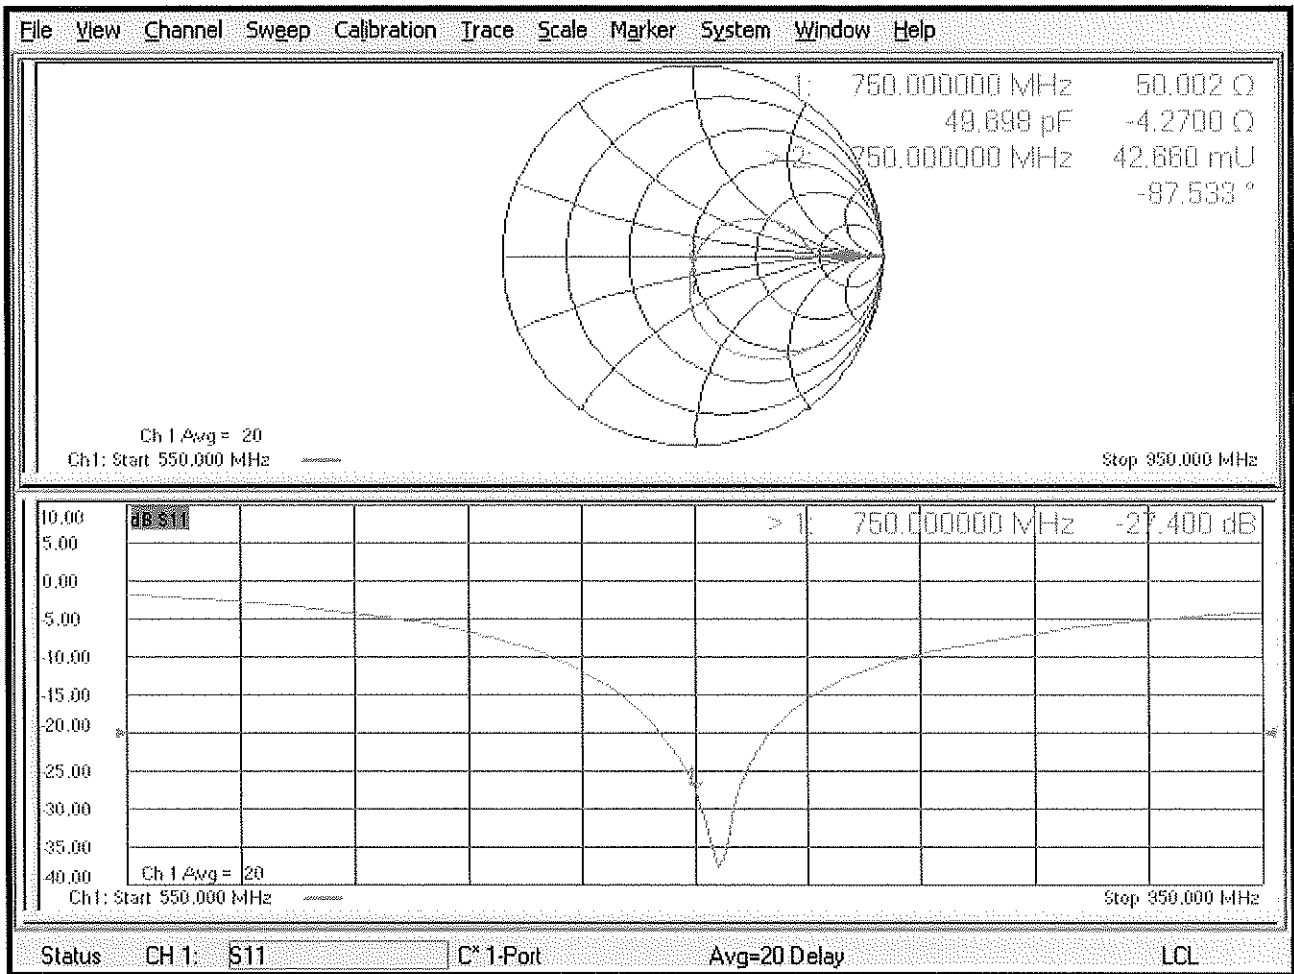 File View Channel Sweep Calibration Trace Scale Marker System Window Help
1: 750.000000 MHz 50.002 Ω
49.698 pF -4.2700 Ω
> 2: 750.000000 MHz 42.660 mU
-87.533 °
Ch 1 Avg = 20
Ch1: Start 550.000 MHz Stop 950.000 MHz
10.00 dB S11 > 1: 750.000000 MHz -27.400 dB
5.00
0.00
-5.00
-10.00
-15.00
-20.00
-25.00
-30.00
-35.00
-40.00 Ch 1 Avg = 20
Ch1: Start 550.000 MHz Stop 950.000 MHz
Status CH 1: S11 C* 1-Port Avg=20 Delay LCL